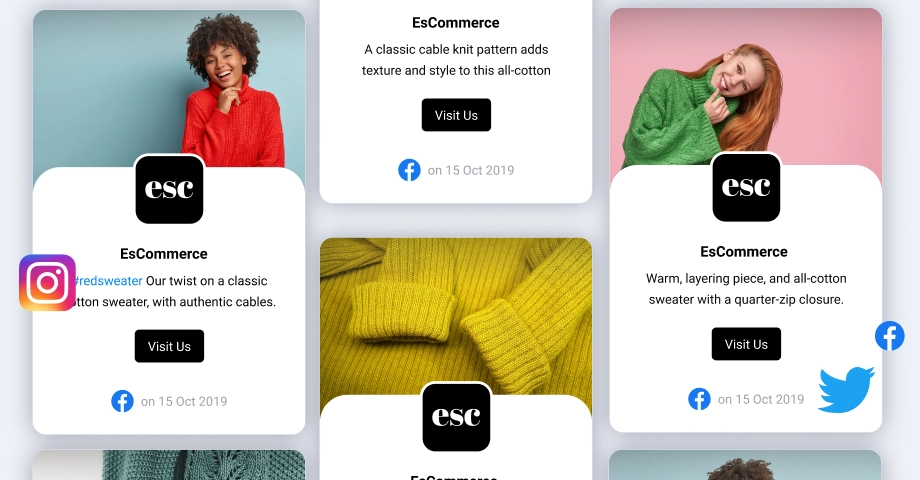 esc
EsCommerce
#redsweater Our twist on a classic
otton sweater, with authentic cables.
Visit Us
on 15 Oct 2019
EsCommerce
A classic cable knit pattern adds
texture and style to this all-cotton
Visit Us
on 15 Oct 2019
esc
EsCommerce
esc
EsCommerce
Warm, layering piece, and all-cotton
sweater with a quarter-zip closure.
Visit Us
on 15 Oct 2019